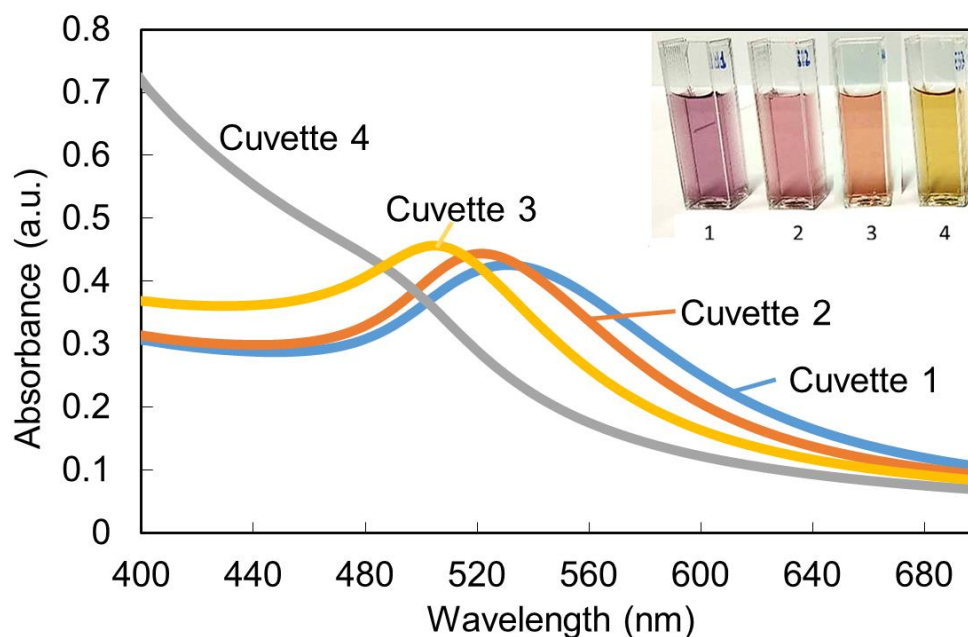 0.8
0.7
0.6
0.5
0.4
0.3
0.2
0.1
0
Absorbance (a.u.)
Cuvette 4
Cuvette 3
Cuvette 2
Cuvette 1
1 2 3 4
400 440 480 520 560 600 640 680
Wavelength (nm)